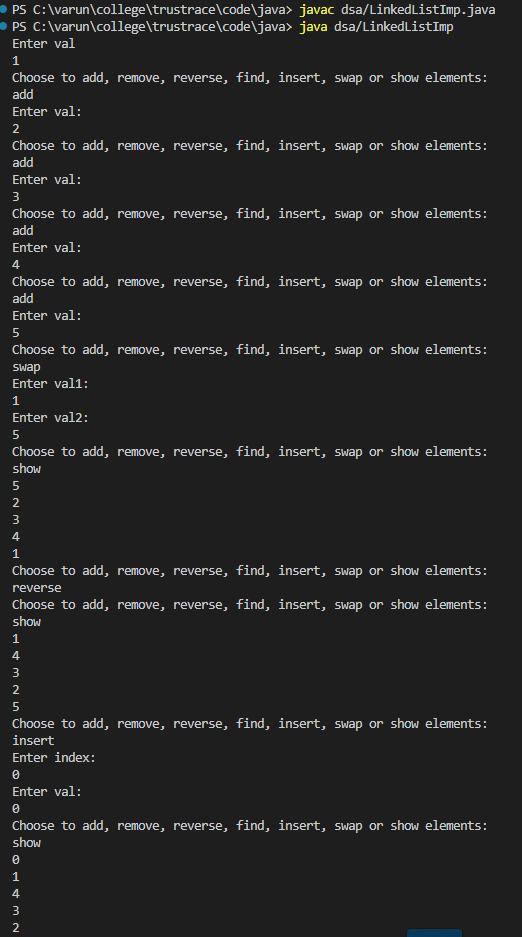 PS C:\varun\college\trustrace\code\java> javac dsa/LinkedListImp.java
PS C:\varun\college\trustrace\code\java> java dsa/LinkedListImp
Enter val
1
Choose to add, remove, reverse, find, insert, swap or show elements:
add
Enter val:
2
Choose to add, remove, reverse, find, insert, swap or show elements:
add
Enter val:
3
Choose to add, remove, reverse, find, insert, swap or show elements:
add
Enter val:
4
Choose to add, remove, reverse, find, insert, swap or show elements:
add
Enter val:
5
Choose to add, remove, reverse, find, insert, swap or show elements:
swap
Enter val1:
1
Enter val2:
5
Choose to add, remove, reverse, find, insert, swap or show elements:
show
5
2
3
4
1
Choose to add, remove, reverse, find, insert, swap or show elements:
reverse
Choose to add, remove, reverse, find, insert, swap or show elements:
show
1
4
3
2
5
Choose to add, remove, reverse, find, insert, swap or show elements:
insert
Enter index:
0
Enter val:
0
Choose to add, remove, reverse, find, insert, swap or show elements:
show
0
1
4
3
2